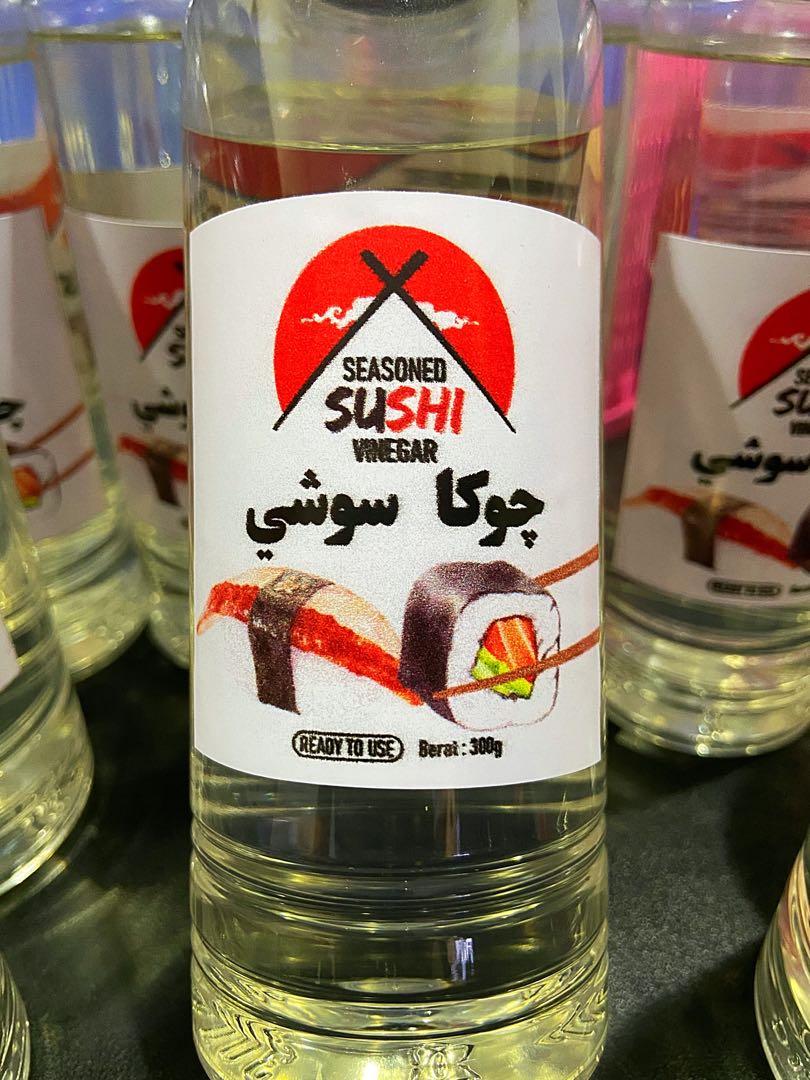 SEASONED
SUSHI
VINEGAR
چوكا سوشي
READY TO USE Berat : 300g